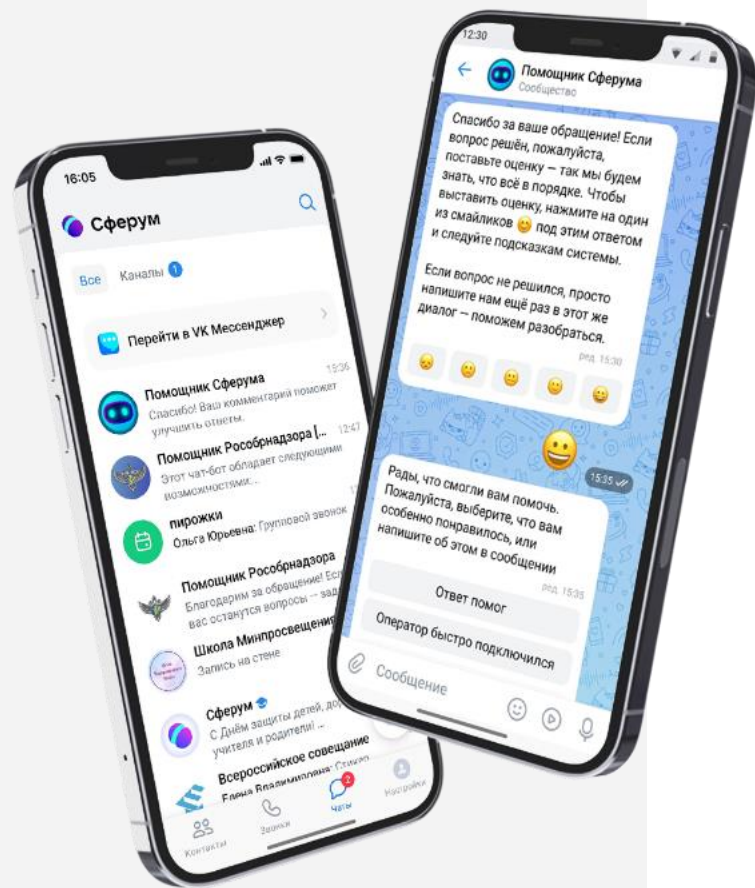 16:05
Сферум
Все Каналы 1
Перейти в VK Мессенджер
Помощник Сферума 15:36
Спасибо! Ваш комментарий поможет
улучшить ответы.
Помощник Рособрнадзора [... 12:47
Этот чат-бот обладает следующими
возможностями:...
пирожки
Ольга Юрьевна: Групповой звонок
Помощник Рособрнадзора
Благодарим за обращение! Если
вас останутся вопросы — зад
Школа Минпросвещения
Запись на стене
Сферум
С Днём защиты детей, дор
учителя и родители! ...
Всероссийское совещание
Елена Владимировна: Стикер
Контакты Звонки Чаты 2 Настройки
12:30
Помощник Сферума
Сообщество
Спасибо за ваше обращение! Если
вопрос решён, пожалуйста,
поставьте оценку — так мы будем
знать, что всё в порядке. Чтобы
выставить оценку, нажмите на один
из смайликов 😊 под этим ответом
и следуйте подсказкам системы.
Если вопрос не решился, просто
напишите нам ещё раз в этот же
диалог — поможем разобраться.
ред. 15:30
15:35
Рады, что смогли вам помочь.
Пожалуйста, выберите, что вам
особенно понравилось, или
напишите об этом в сообщении
ред. 15:35
Ответ помог
Оператор быстро подключился
Сообщение